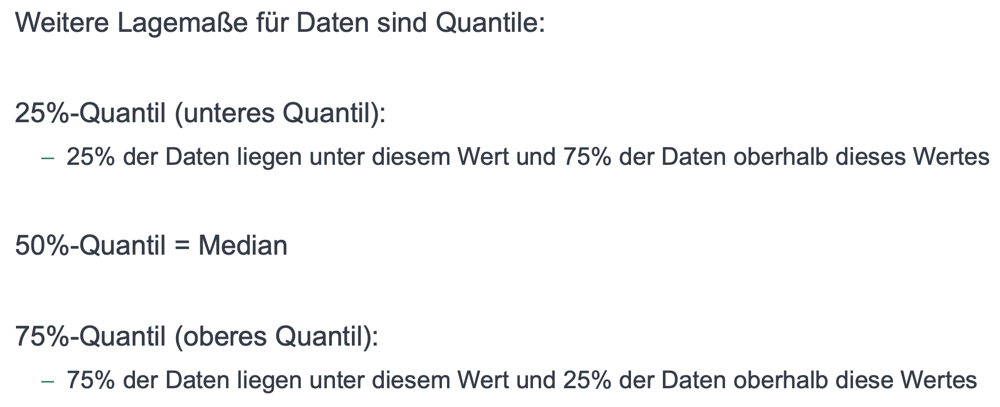 Weitere Lagemaße für Daten sind Quantile:
25%-Quantil (unteres Quantil):
– 25% der Daten liegen unter diesem Wert und 75% der Daten oberhalb dieses Wertes
50%-Quantil = Median
75%-Quantil (oberes Quantil):
– 75% der Daten liegen unter diesem Wert und 25% der Daten oberhalb diese Wertes